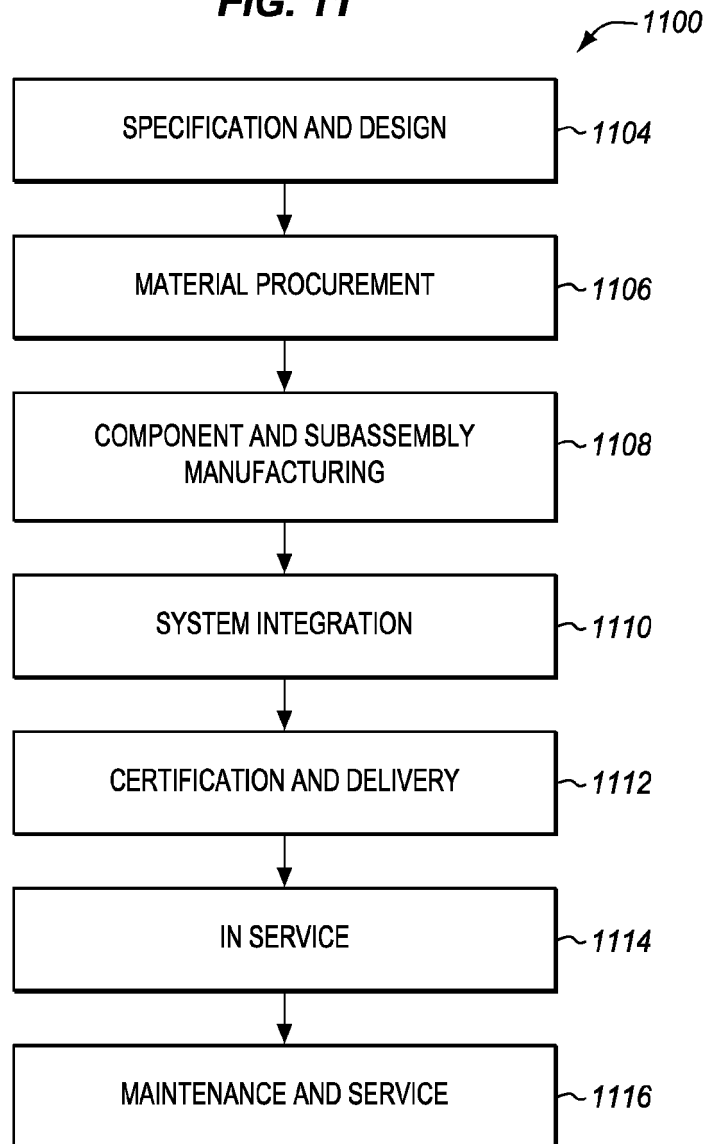 FIG. 11
1100
SPECIFICATION AND DESIGN
1104
MATERIAL PROCUREMENT
1106
COMPONENT AND SUBASSEMBLY
MANUFACTURING
1108
SYSTEM INTEGRATION
1110
CERTIFICATION AND DELIVERY
1112
IN SERVICE
1114
MAINTENANCE AND SERVICE
1116